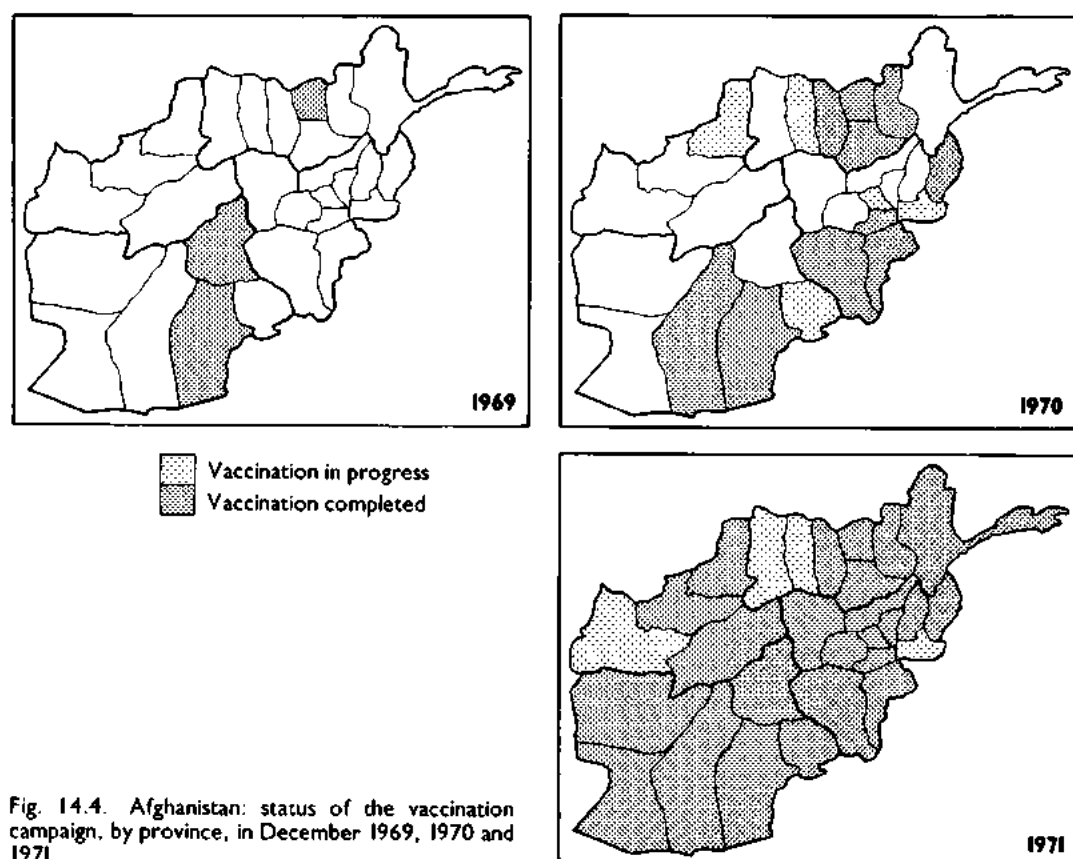 1969
1970
Vaccination in progress
Vaccination completed
1971
Fig. 14.4. Afghanistan: status of the vaccination
campaign, by province, in December 1969, 1970 and
1971